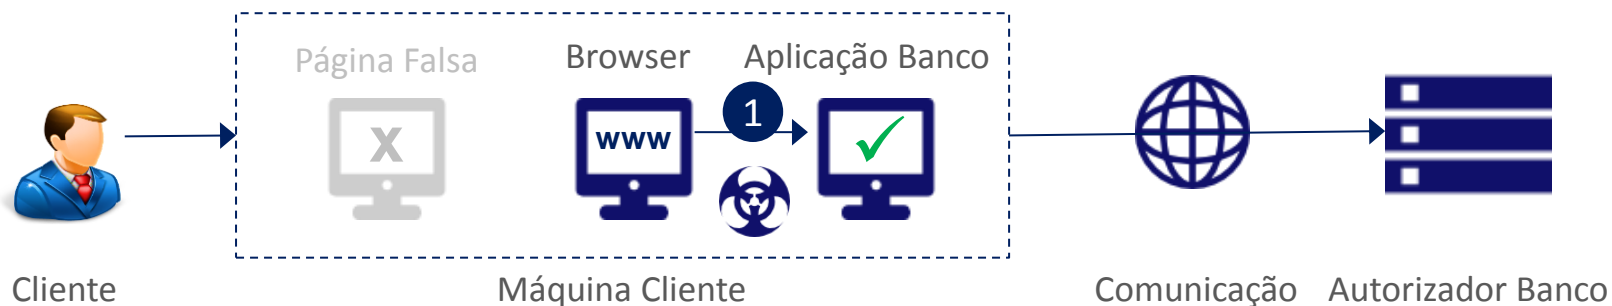 Página Falsa
Browser
Aplicação Banco
X
www
1
Cliente
Máquina Cliente
Comunicação
Autorizador Banco